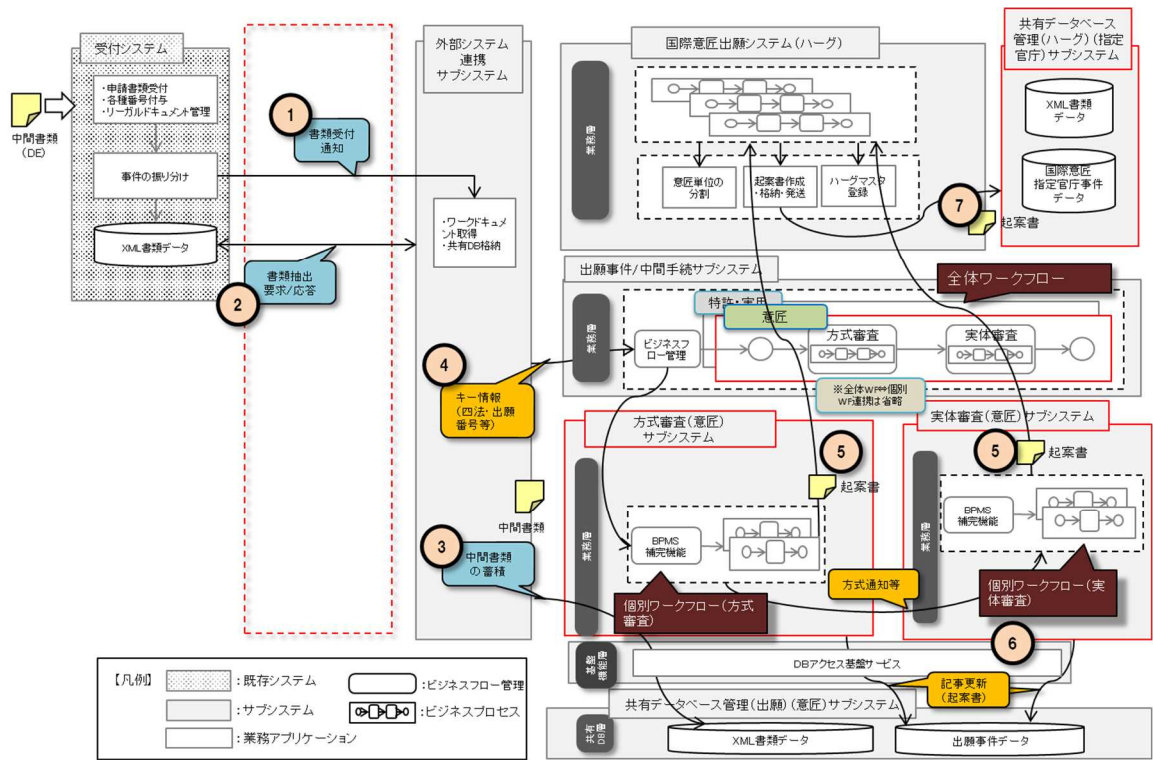 受付システム
・申請書類受付
・各種番号付与
・リーガルドキュメント管理
中間書類
(DE)
事件の振り分け
XML書類データ
1
書類受付
通知
2
書類抽出
要求/応答
外部システム
連携
サブシステム
・ワークドキュメ
ント取得
・共有DB格納
4
キー情報
(四法・出願
番号等)
中間書類
3
中間書類
の蓄積
国際意匠出願システム(ハーグ)
業務層
意匠単位の
分割
起案書作成
・格納・発送
ハーグマスタ
登録
共有データベース
管理(ハーグ)(指定
官庁)サブシステム
XML書類
データ
国際意匠
指定官庁事件
データ
7
起案書
出願事件/中間手続サブシステム
全体ワークフロー
業務層
特許・実用
意匠
ビジネスフ
ロー管理
方式審査
実体審査
※全体WF⇔個別
WF連携は省略
方式審査(意匠)
サブシステム
業務層
5
起案書
BPMS
補完機能
個別ワークフロー(方式
審査)
実体審査(意匠)サブシステム
業務層
5
起案書
BPMS
補完機能
方式通知等
個別ワークフロー(実
体審査)
6
基盤
機能層
DBアクセス基盤サービス
記事更新
(起案書)
共有データベース管理(出願)(意匠)サブシステム
共有
DB層
XML書類データ
出願事件データ
【凡例】
:既存システム
:サブシステム
:業務アプリケーション
:ビジネスフロー管理
:ビジネスプロセス